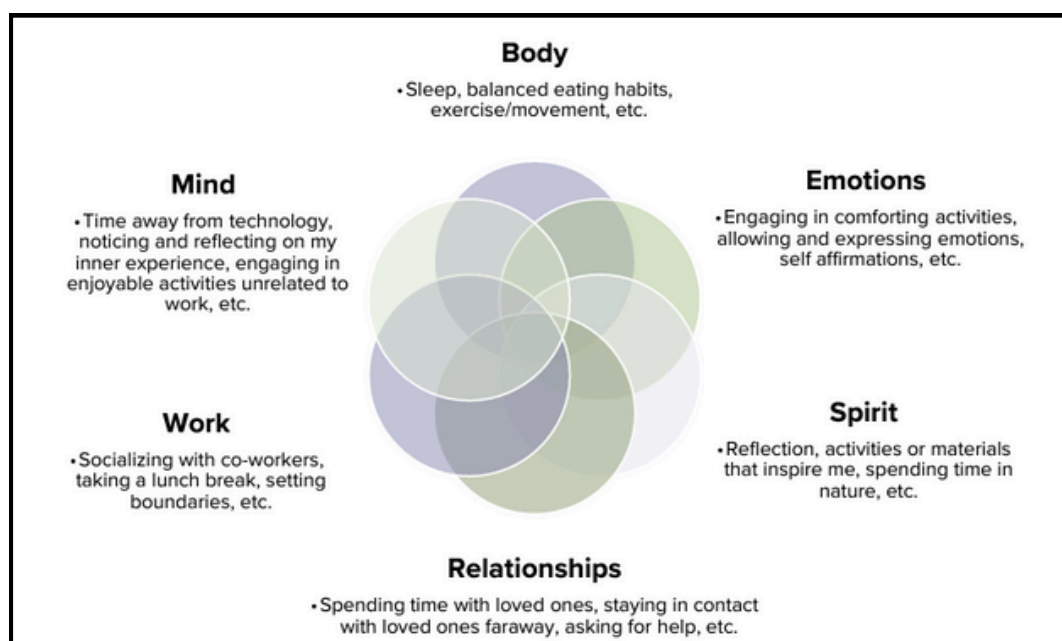 Body
•Sleep, balanced eating habits,
exercise/movement, etc.
Emotions
•Engaging in comforting activities,
allowing and expressing emotions,
self affirmations, etc.
Spirit
•Reflection, activities or materials
that inspire me, spending time in
nature, etc.
Relationships
•Spending time with loved ones, staying in contact
with loved ones faraway, asking for help, etc.
Work
•Socializing with co-workers,
taking a lunch break, setting
boundaries, etc.
Mind
•Time away from technology,
noticing and reflecting on my
inner experience, engaging in
enjoyable activities unrelated to
work, etc.